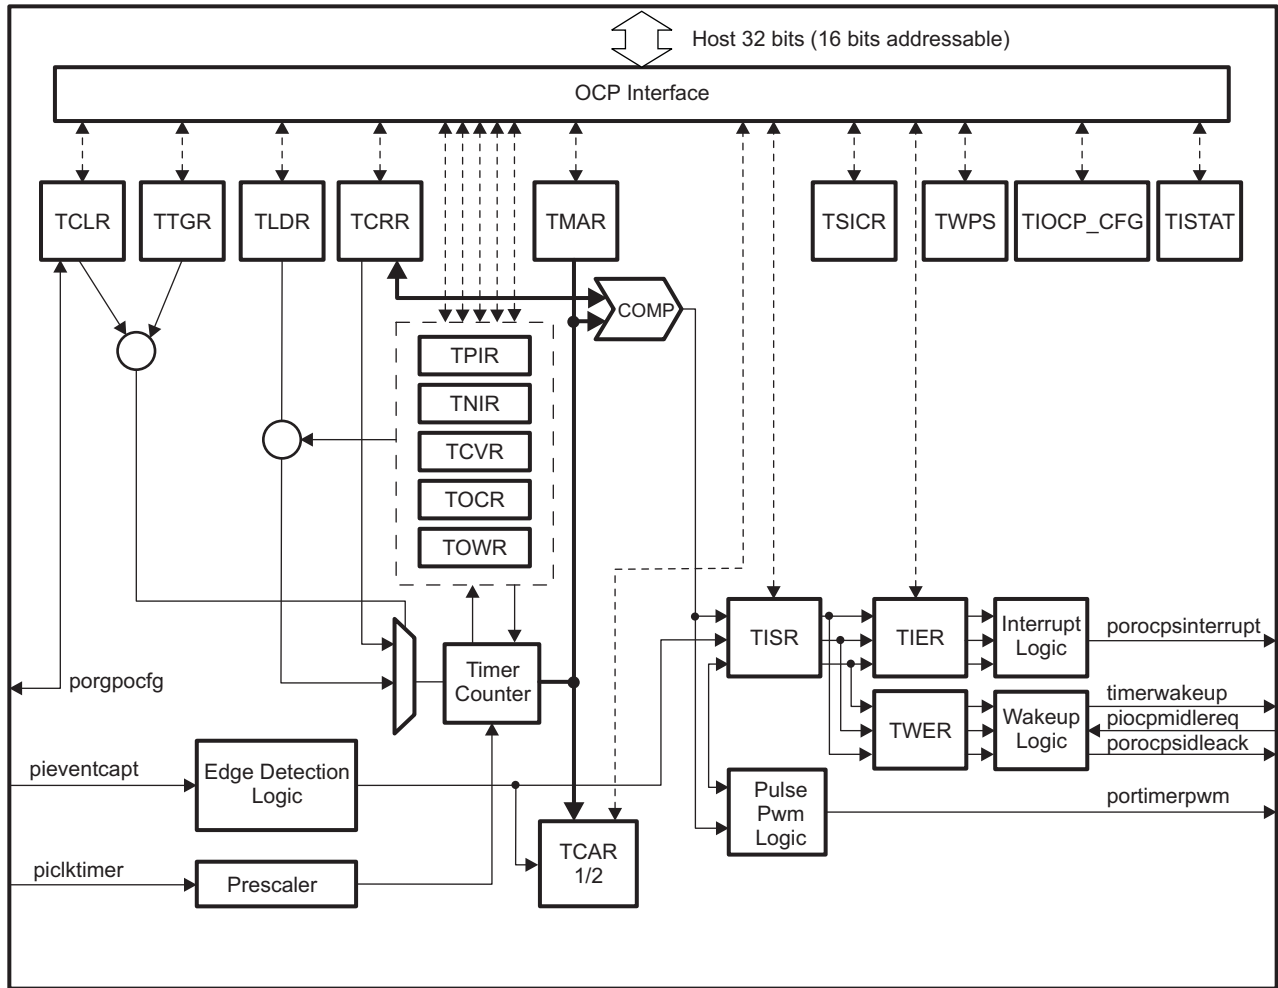 Host 32 bits (16 bits addressable)
OCP Interface
TCLR
TTGR
TLDR
TCRR
TMAR
TSICR
TWPS
TIOCP_CFG
TISTAT
COMP
TPIR
TNIR
TCVR
TOCR
TOWR
TISR
TIER
Interrupt
Logic
porocpsinterrupt
Timer
Counter
porgpocfg
TWER
Wakeup
Logic
timerwakeup
piocpmidlereq
porocpsidleack
pieventcapt
Edge Detection
Logic
Pulse
Pwm
Logic
portimerpwm
TCAR
1/2
piclktimer
Prescaler